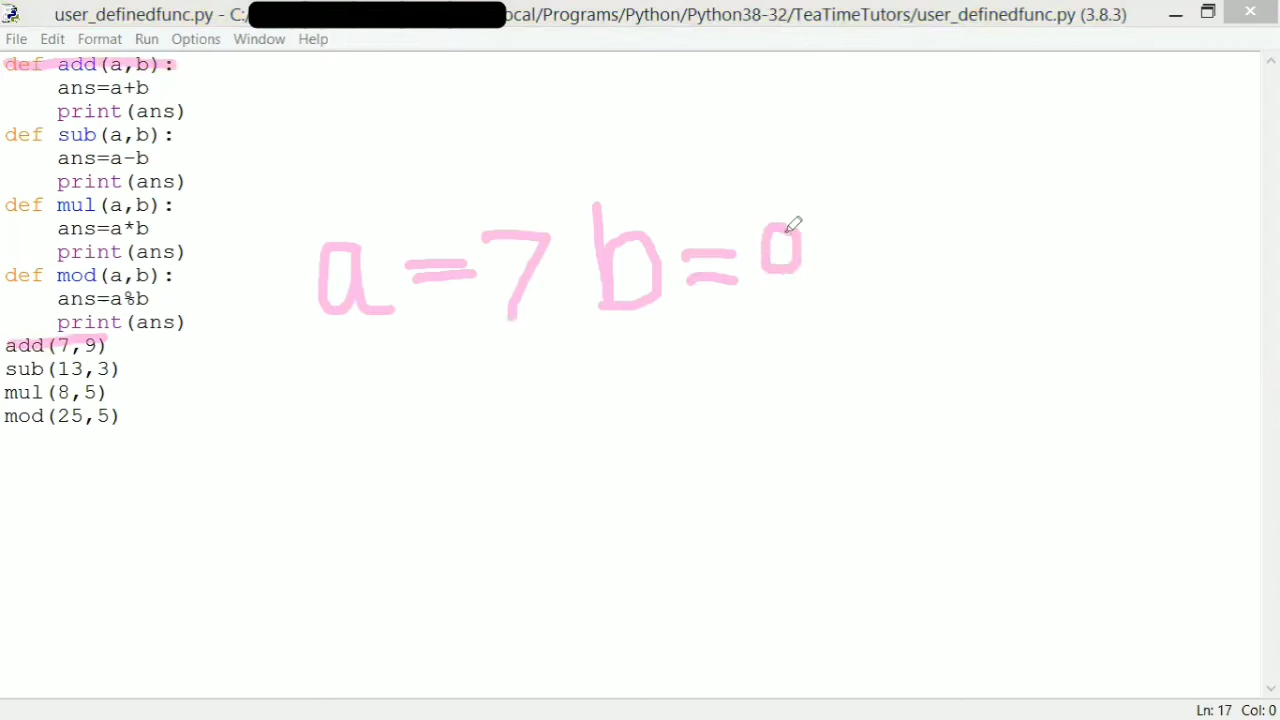 user_definedfunc.py - C:/ ocal/Programs/Python/Python38-32/TeaTimeTutors/user_definedfunc.py (3.8.3)
File Edit Format Run Options Window Help
def add(a,b):
    ans=a+b
    print(ans)
def sub(a,b):
    ans=a-b
    print(ans)
def mul(a,b):
    ans=a*b
    print(ans)
def mod(a,b):
    ans=a%b
    print(ans)
add(7,9)
sub(13,3)
mul(8,5)
mod(25,5)
a=7 b=
Ln: 17 Col: 0